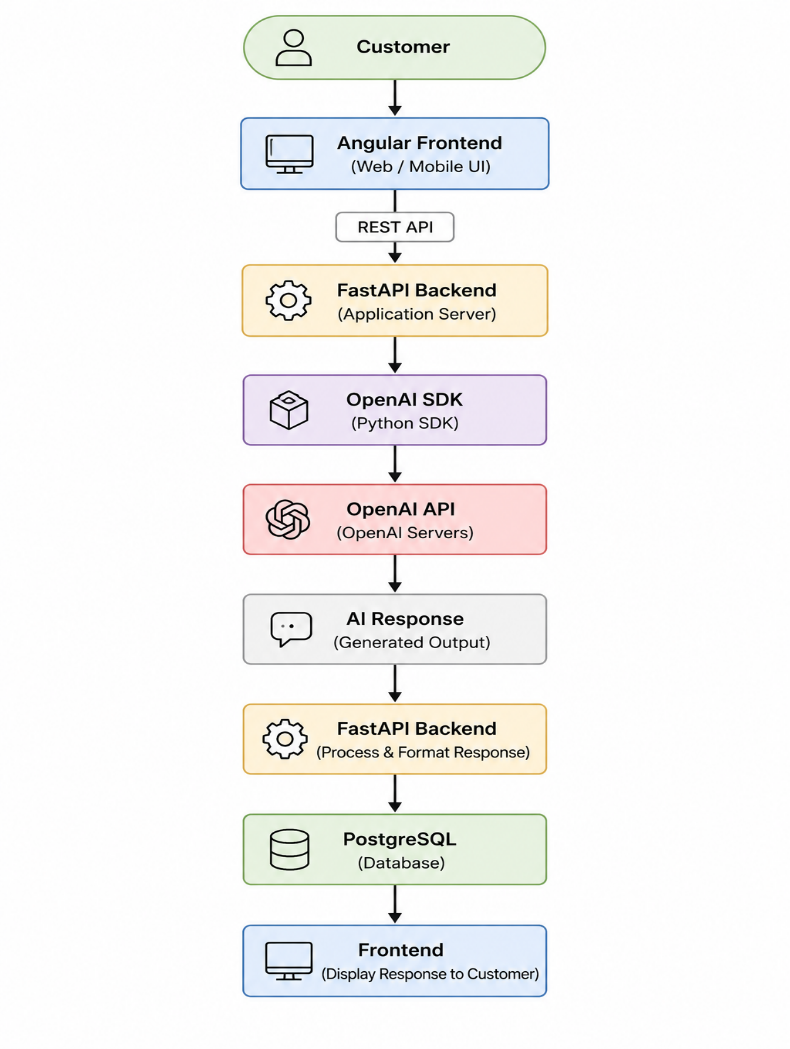 Customer
Angular Frontend
(Web / Mobile UI)
REST API
FastAPI Backend
(Application Server)
OpenAI SDK
(Python SDK)
OpenAI API
(OpenAI Servers)
AI Response
(Generated Output)
FastAPI Backend
(Process & Format Response)
PostgreSQL
(Database)
Frontend
(Display Response to Customer)